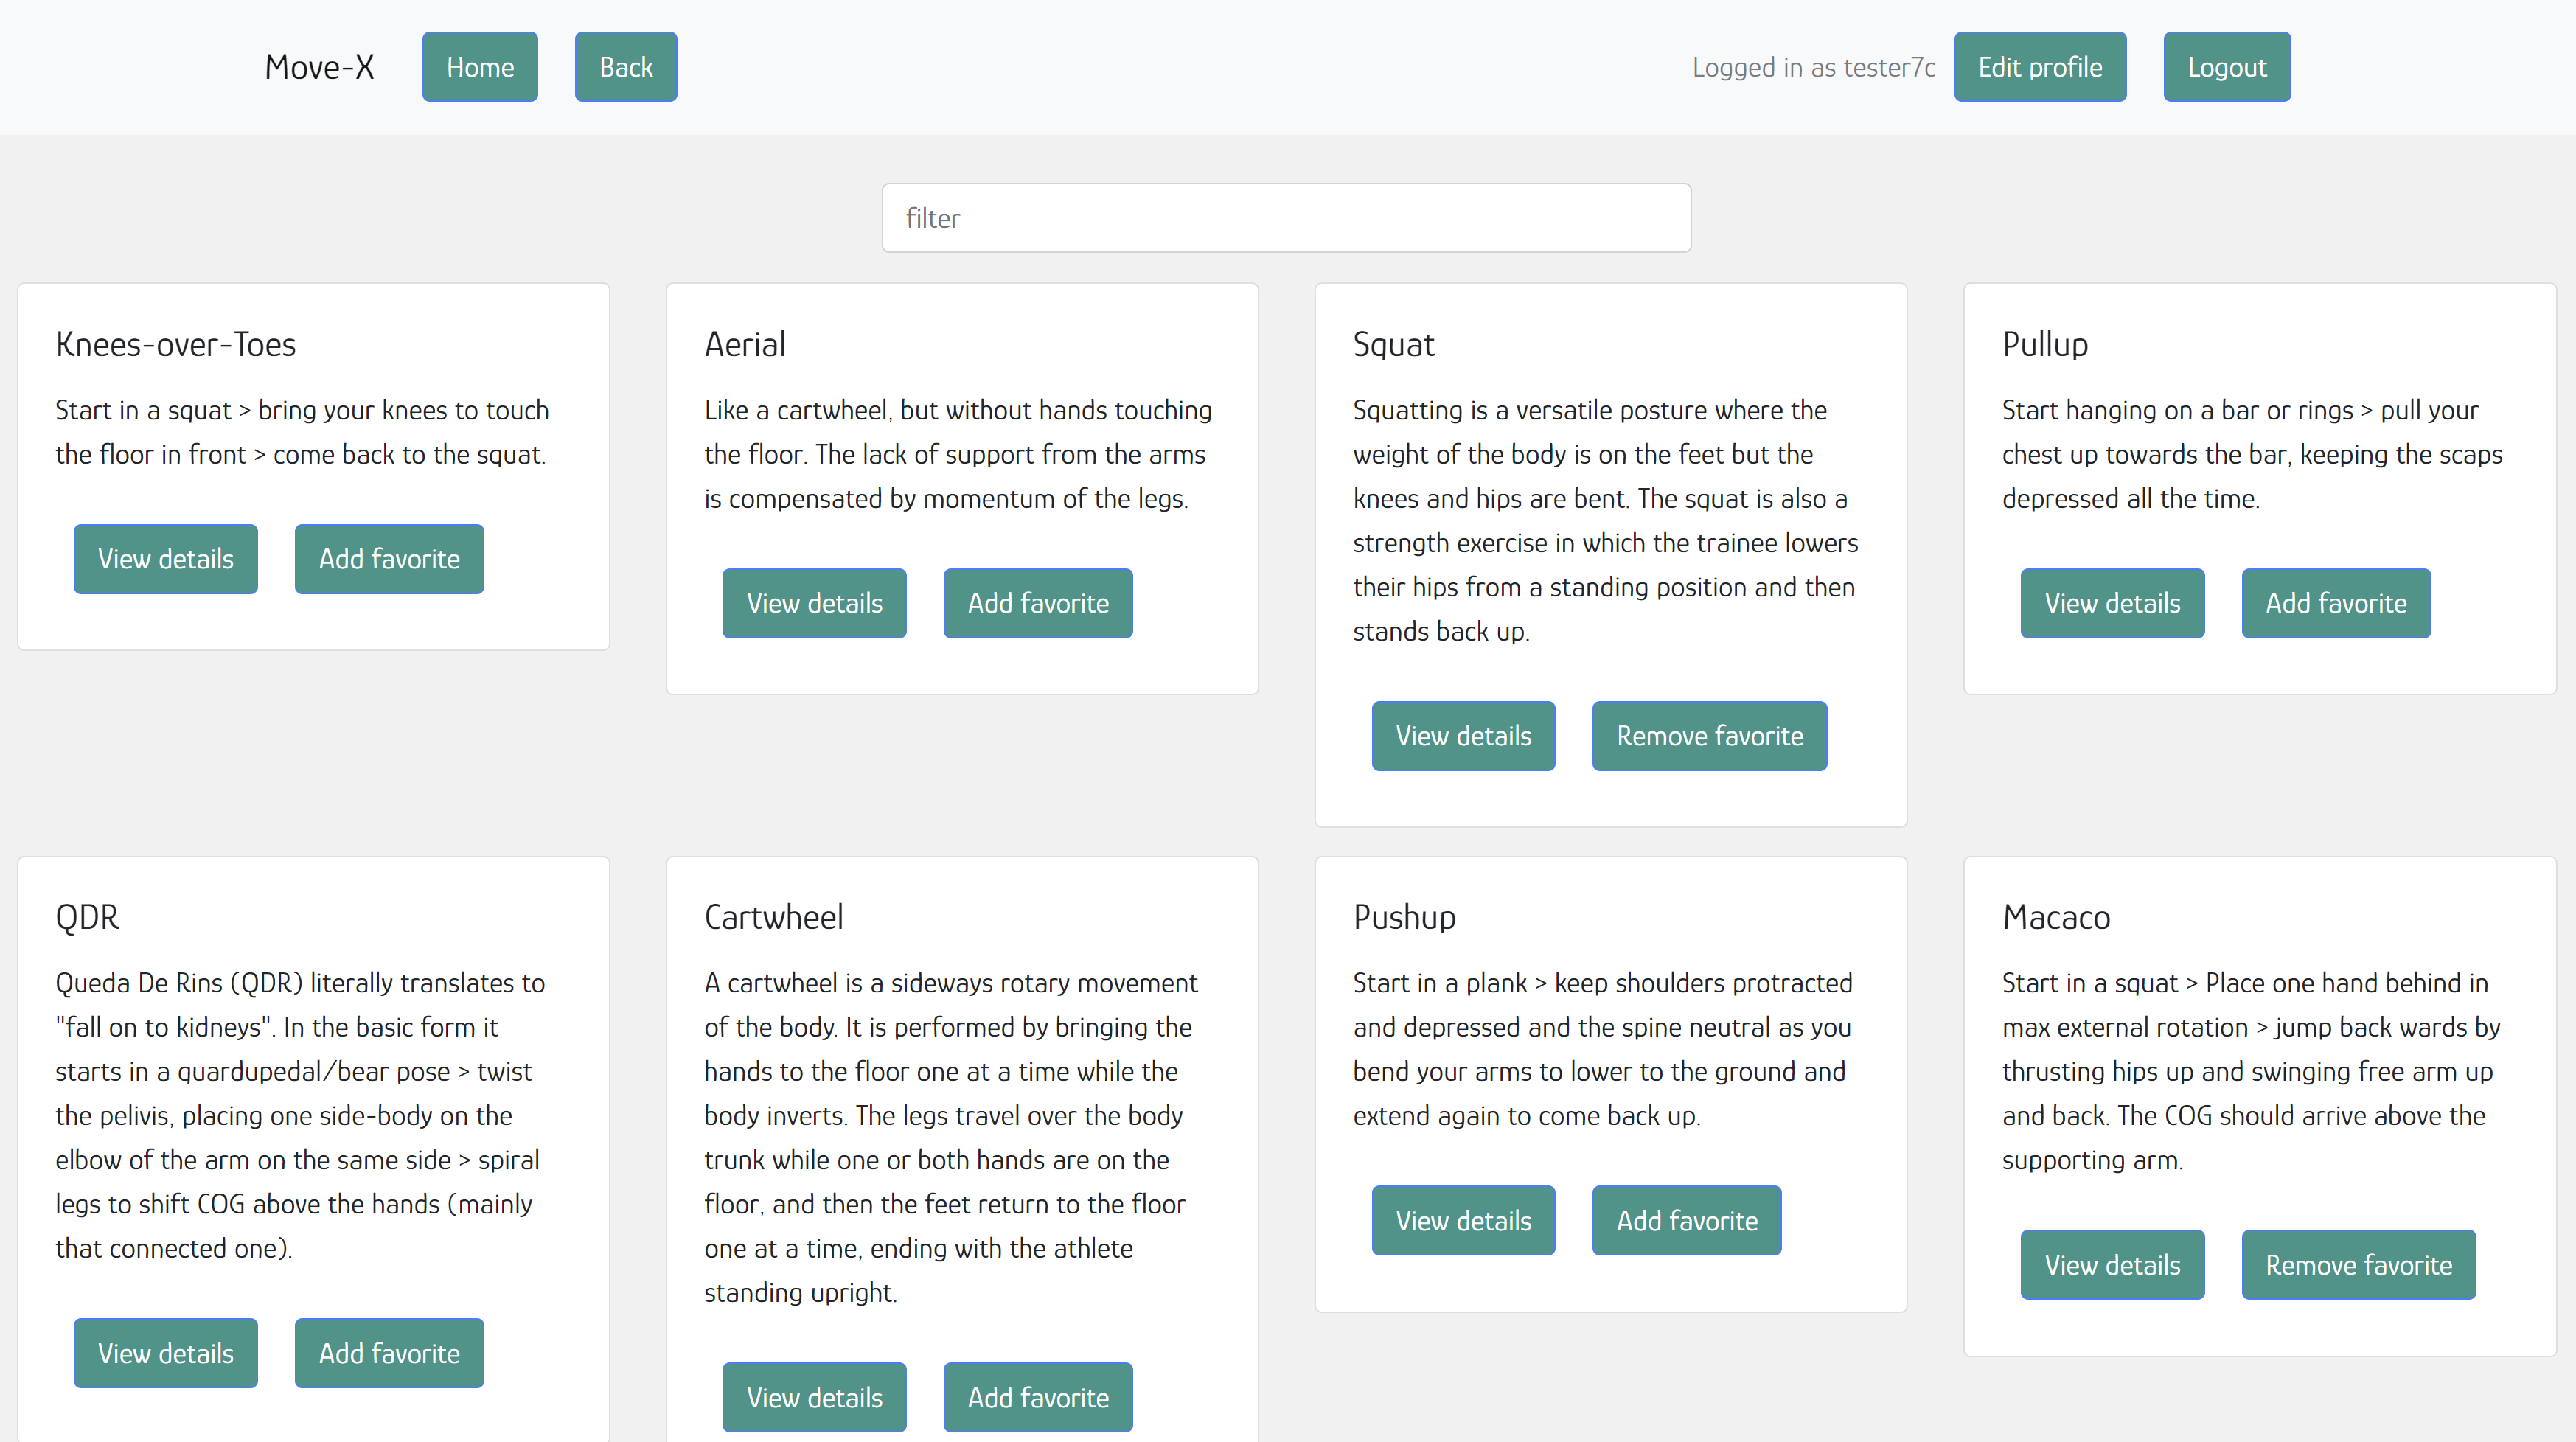 Move-X
Home
Back
Logged in as tester7c
Edit profile
Logout
filter
Knees-over-Toes
Start in a squat > bring your knees to touch
the floor in front > come back to the squat.
View details
Add favorite
Aerial
Like a cartwheel, but without hands touching
the floor. The lack of support from the arms
is compensated by momentum of the legs.
View details
Add favorite
Squat
Squatting is a versatile posture where the
weight of the body is on the feet but the
knees and hips are bent. The squat is also a
strength exercise in which the trainee lowers
their hips from a standing position and then
stands back up.
View details
Remove favorite
Pullup
Start hanging on a bar or rings > pull your
chest up towards the bar, keeping the scaps
depressed all the time.
View details
Add favorite
QDR
Queda De Rins (QDR) literally translates to
"fall on to kidneys". In the basic form it
starts in a quardupedal/bear pose > twist
the pelivis, placing one side-body on the
elbow of the arm on the same side > spiral
legs to shift COG above the hands (mainly
that connected one).
View details
Add favorite
Cartwheel
A cartwheel is a sideways rotary movement
of the body. It is performed by bringing the
hands to the floor one at a time while the
body inverts. The legs travel over the body
trunk while one or both hands are on the
floor, and then the feet return to the floor
one at a time, ending with the athlete
standing upright.
View details
Add favorite
Pushup
Start in a plank > keep shoulders protracted
and depressed and the spine neutral as you
bend your arms to lower to the ground and
extend again to come back up.
View details
Add favorite
Macaco
Start in a squat > Place one hand behind in
max external rotation > jump back wards by
thrusting hips up and swinging free arm up
and back. The COG should arrive above the
supporting arm.
View details
Remove favorite